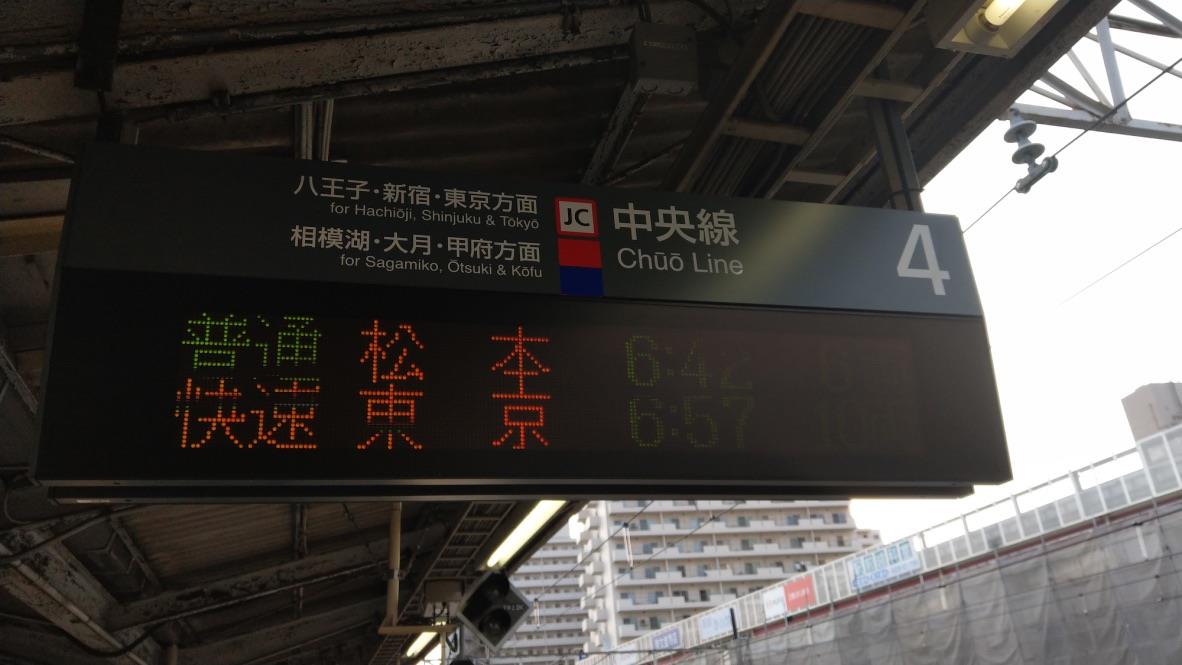 八王子・新宿・東京方面
for Hachiōji, Shinjuku & Tōkyō
相模湖・大月・甲府方面
for Sagamiko, Ōtsuki & Kōfu
JC 中央線
Chūō Line
4
普通 松本 6:42
快速 東京 6:57